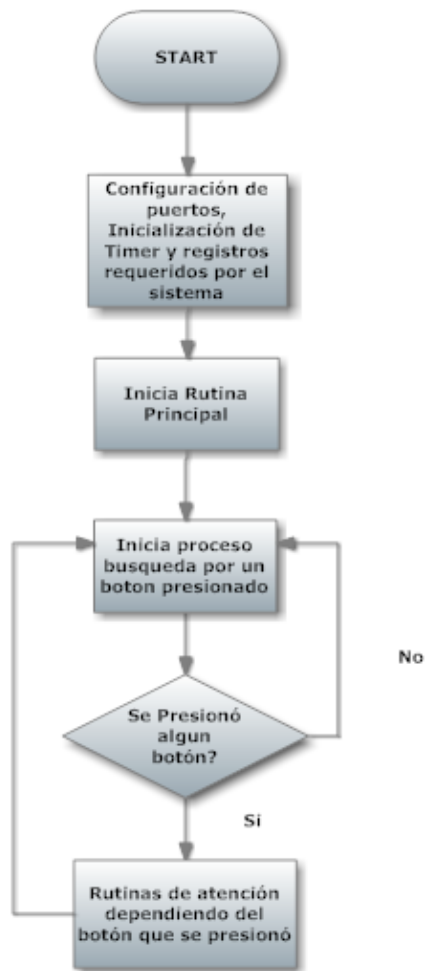 START
Configuración de
puertos,
Inicialización de
Timer y registros
requeridos por el
sistema
Inicia Rutina
Principal
Inicia proceso
busqueda por un
boton presionado
No
Se Presionó
algun
botón?
Sí
Rutinas de atención
dependiendo del
botón que se presionó